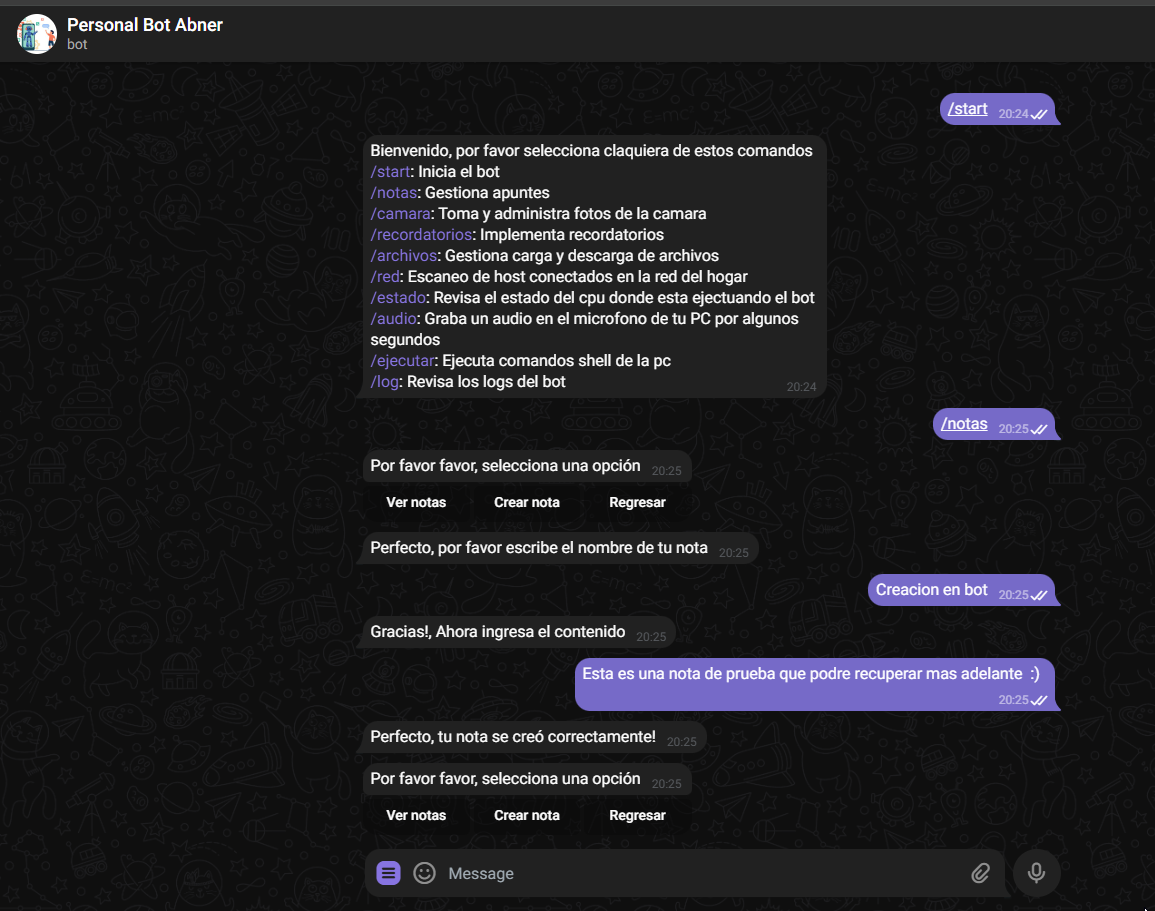 Personal Bot Abner
bot
/start 20:24
Bienvenido, por favor selecciona claquiera de estos comandos
/start: Inicia el bot
/notas: Gestiona apuntes
/camara: Toma y administra fotos de la camara
/recordatorios: Implementa recordatorios
/archivos: Gestiona carga y descarga de archivos
/red: Escaneo de host conectados en la red del hogar
/estado: Revisa el estado del cpu donde esta ejectuando el bot
/audio: Graba un audio en el microfono de tu PC por algunos
segundos
/ejecutar: Ejecuta comandos shell de la pc
/log: Revisa los logs del bot 20:24
/notas 20:25
Por favor favor, selecciona una opción 20:25
Ver notas Crear nota Regresar
Perfecto, por favor escribe el nombre de tu nota 20:25
Creacion en bot 20:25
Gracias!, Ahora ingresa el contenido 20:25
Esta es una nota de prueba que podre recuperar mas adelante :)
20:25
Perfecto, tu nota se creó correctamente! 20:25
Por favor favor, selecciona una opción 20:25
Ver notas Crear nota Regresar
Message